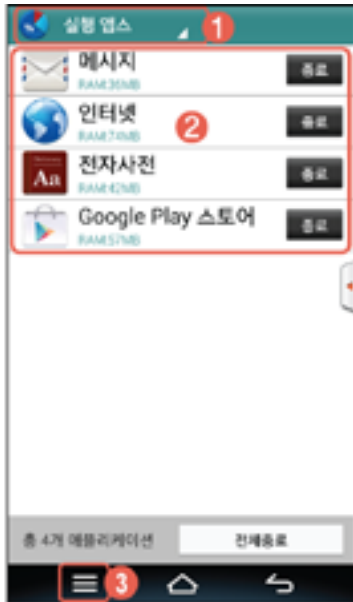 실행 앱스
1
메시지
종료
RAM:36MB
2
인터넷
종료
RAM:74MB
Aa
전자사전
종료
RAM:42MB
Google Play 스토어
종료
RAM:57MB
총 4개 애플리케이션
전체종료
3